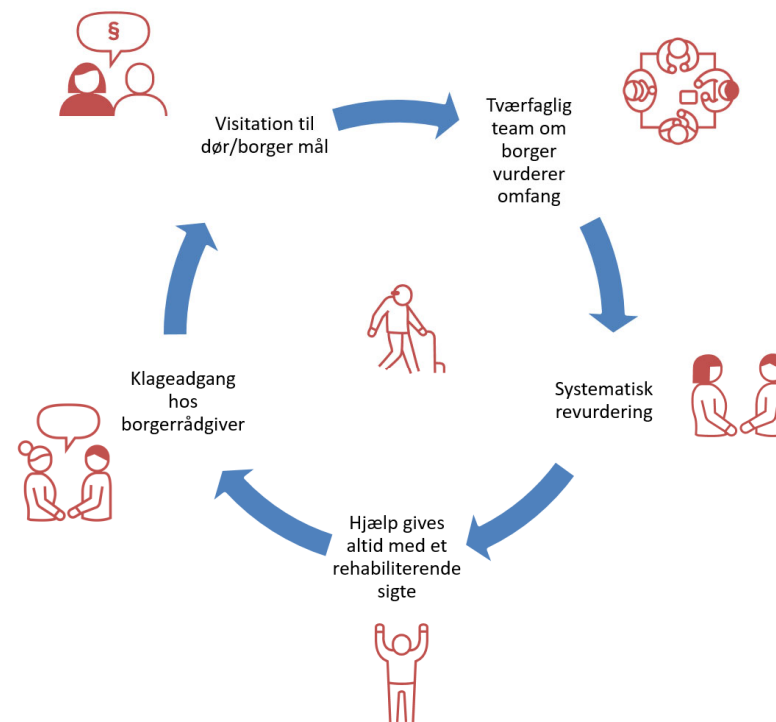 §
Visitation til
dør/borger mål
Tværfaglig
team om
borger
vurderer
omfang
Systematisk
revurdering
Hjælp gives
altid med et
rehabiliterende
sigte
Klageadgang
hos
borgerrådgiver